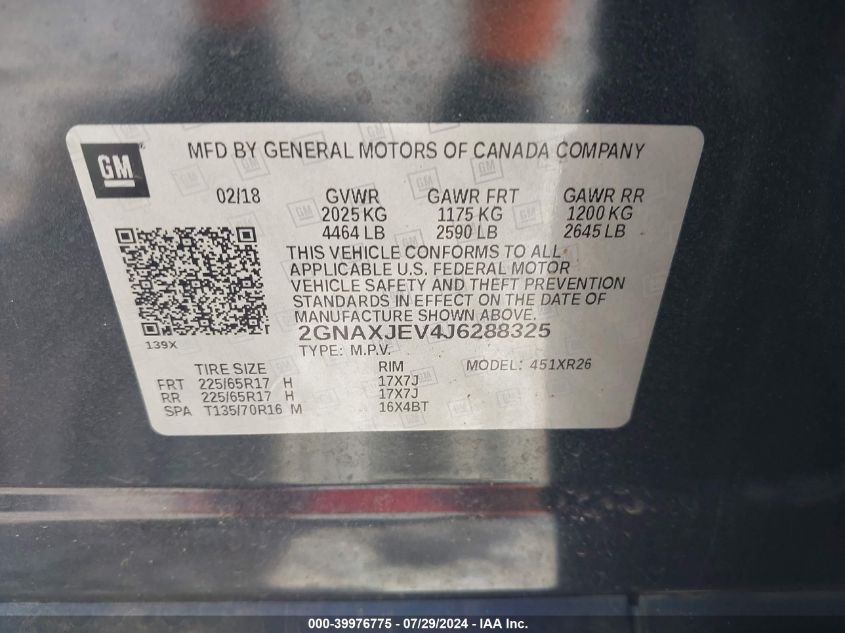 GM
MFD BY GENERAL MOTORS OF CANADA COMPANY
02/18 GVWR GAWR FRT GAWR RR
2025 KG 1175 KG 1200 KG
4464 LB 2590 LB 2645 LB
THIS VEHICLE CONFORMS TO ALL
APPLICABLE U.S. FEDERAL MOTOR
VEHICLE SAFETY AND THEFT PREVENTION
STANDARDS IN EFFECT ON THE DATE OF
MANUFACTURE SHOWN ABOVE.
139X
2GNAXJEV4J6288325
TYPE: M.P.V.
TIRE SIZE RIM MODEL: 451XR26
FRT 225/65R17 H 17X7J
RR 225/65R17 H 17X7J
SPA T135/70R16 M 16X4BT
000-39976775 - 07/29/2024 - IAA Inc.